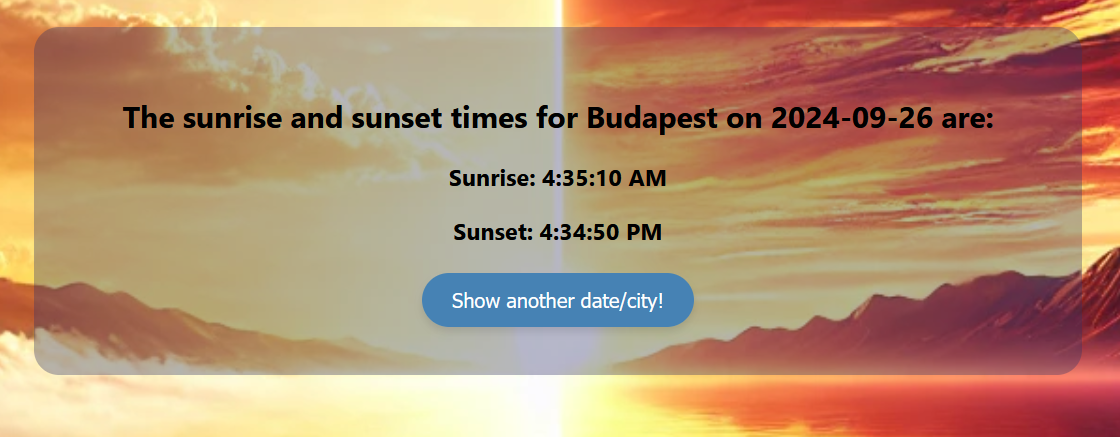 The sunrise and sunset times for Budapest on 2024-09-26 are:
Sunrise: 4:35:10 AM
Sunset: 4:34:50 PM
Show another date/city!